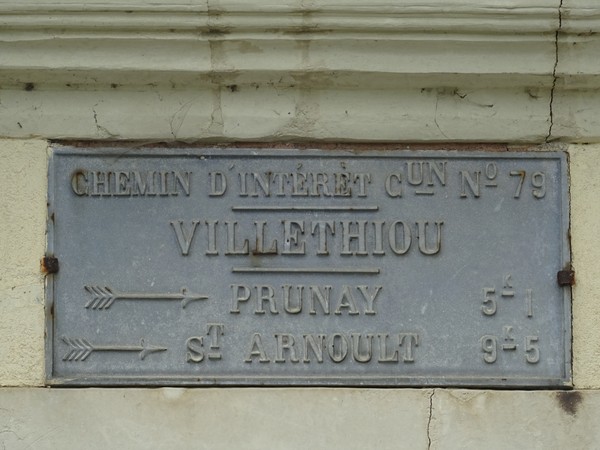 CHEMIN D'INTÉRÊT CUN NO 79
VILLETHIOU
PRUNAY 5K 1
ST ARNOULT 9K 5